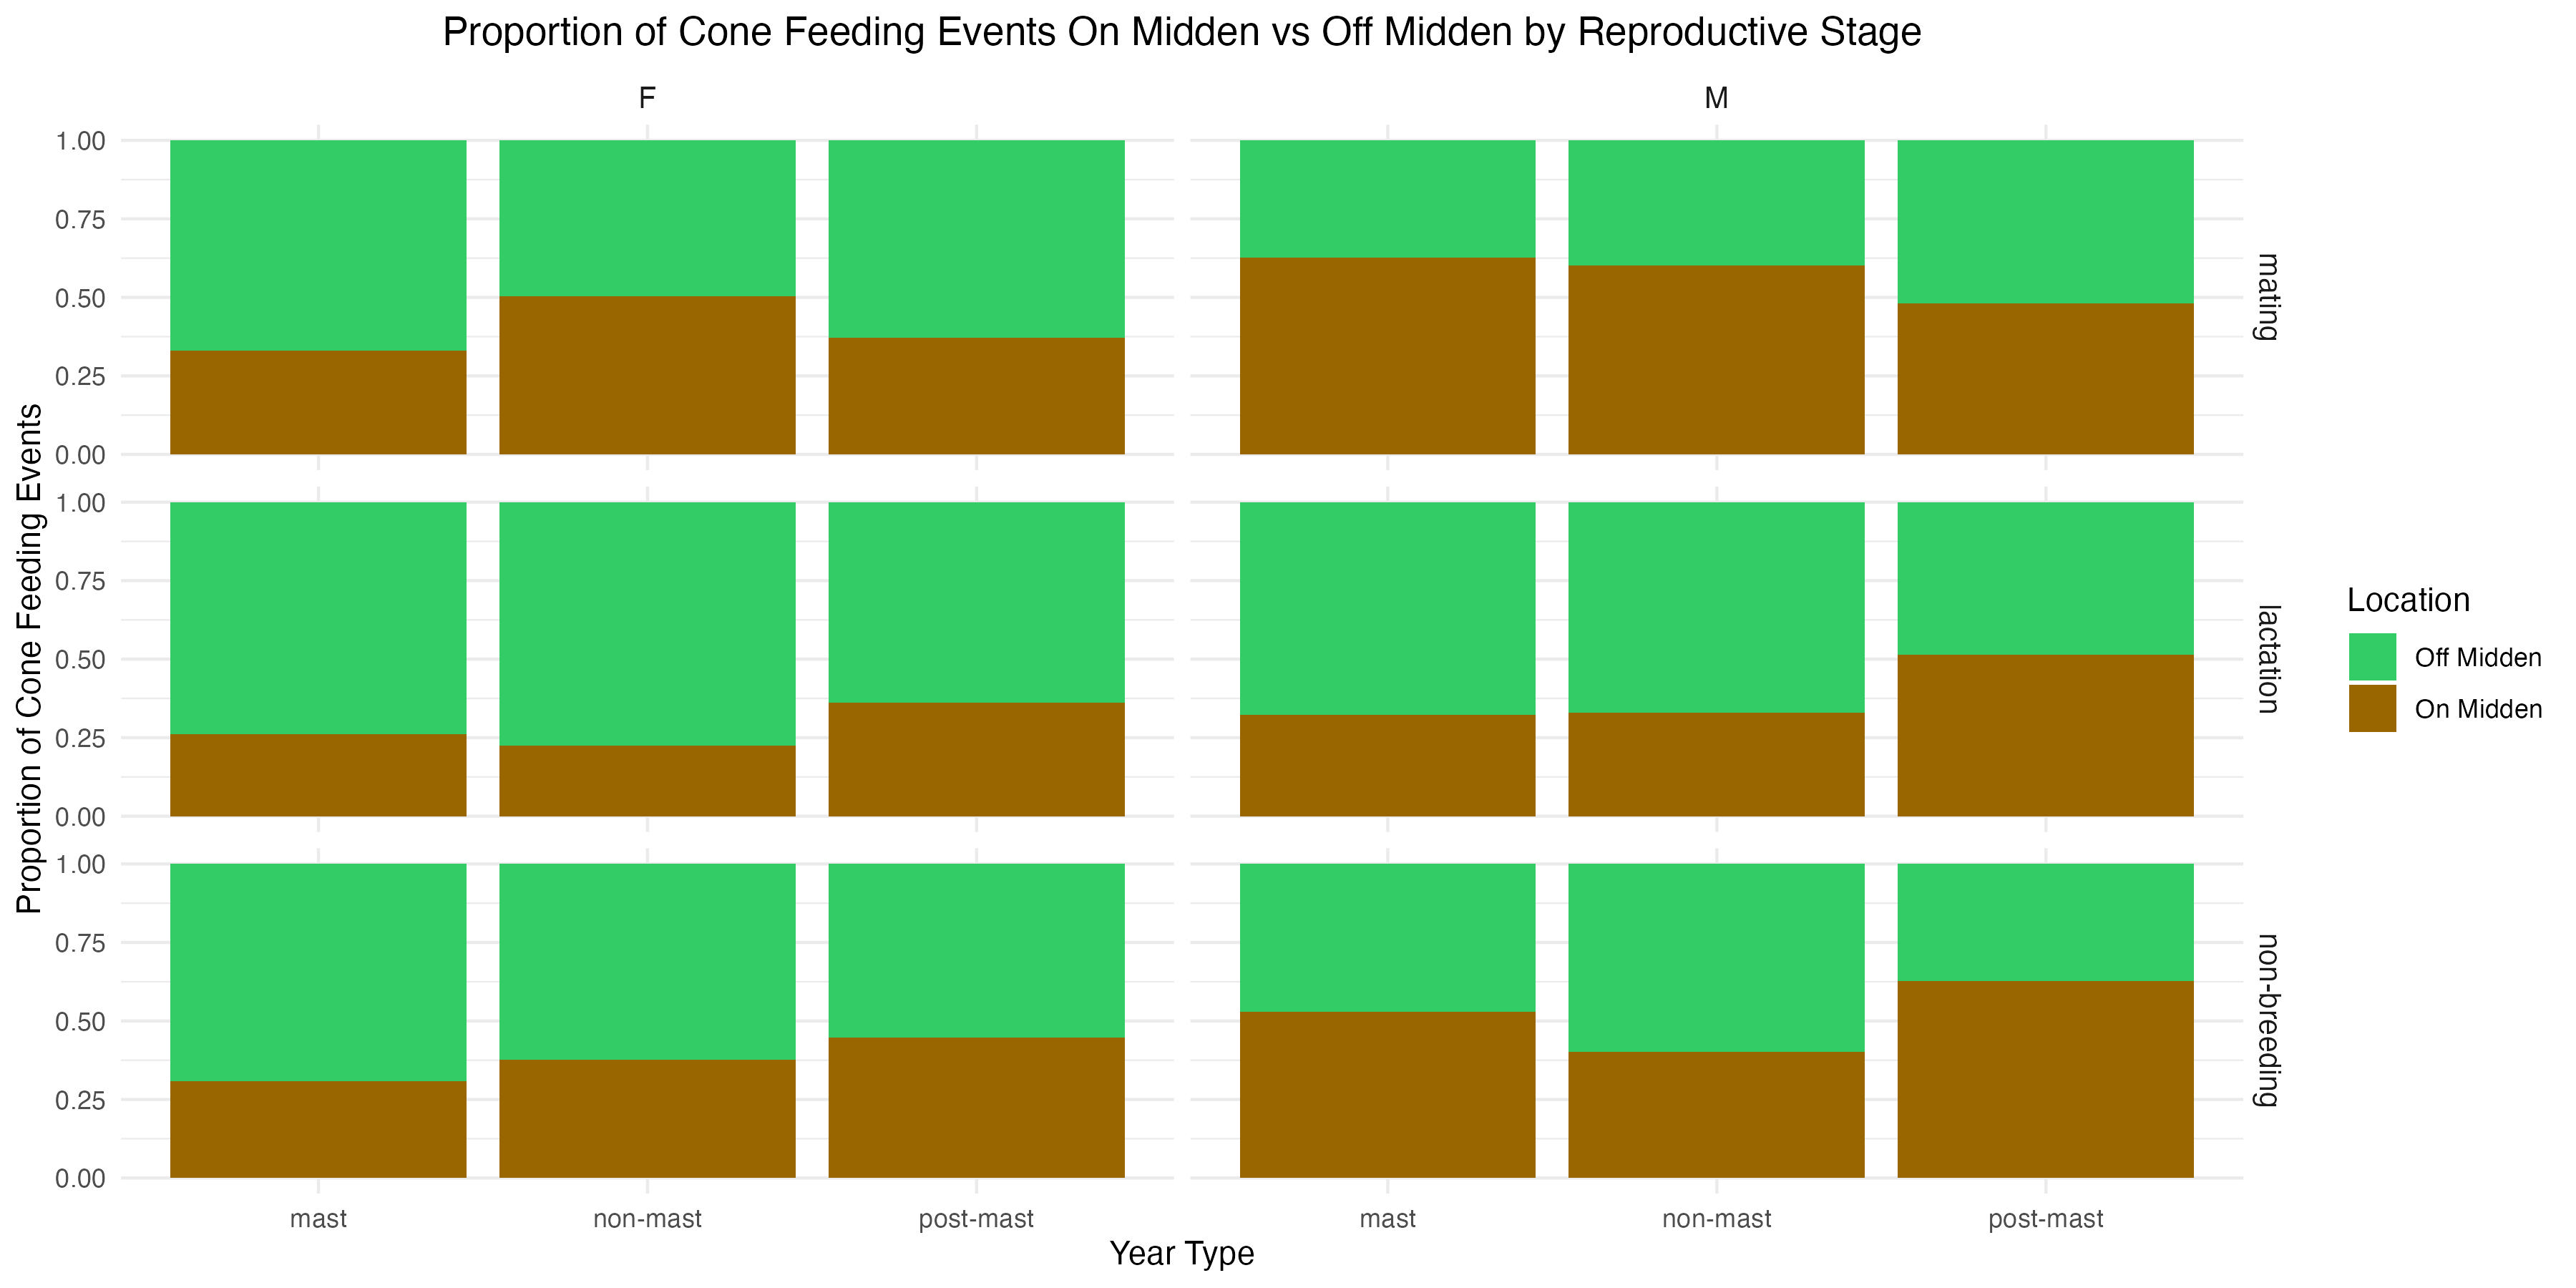 Proportion of Cone Feeding Events On Midden vs Off Midden by Reproductive Stage
F
M
Proportion of Cone Feeding Events
1.00
0.75
0.50
0.25
0.00
mating
1.00
0.75
0.50
0.25
0.00
lactation
1.00
0.75
0.50
0.25
0.00
non-breeding
mast
non-mast
post-mast
mast
non-mast
post-mast
Year Type
Location
Off Midden
On Midden